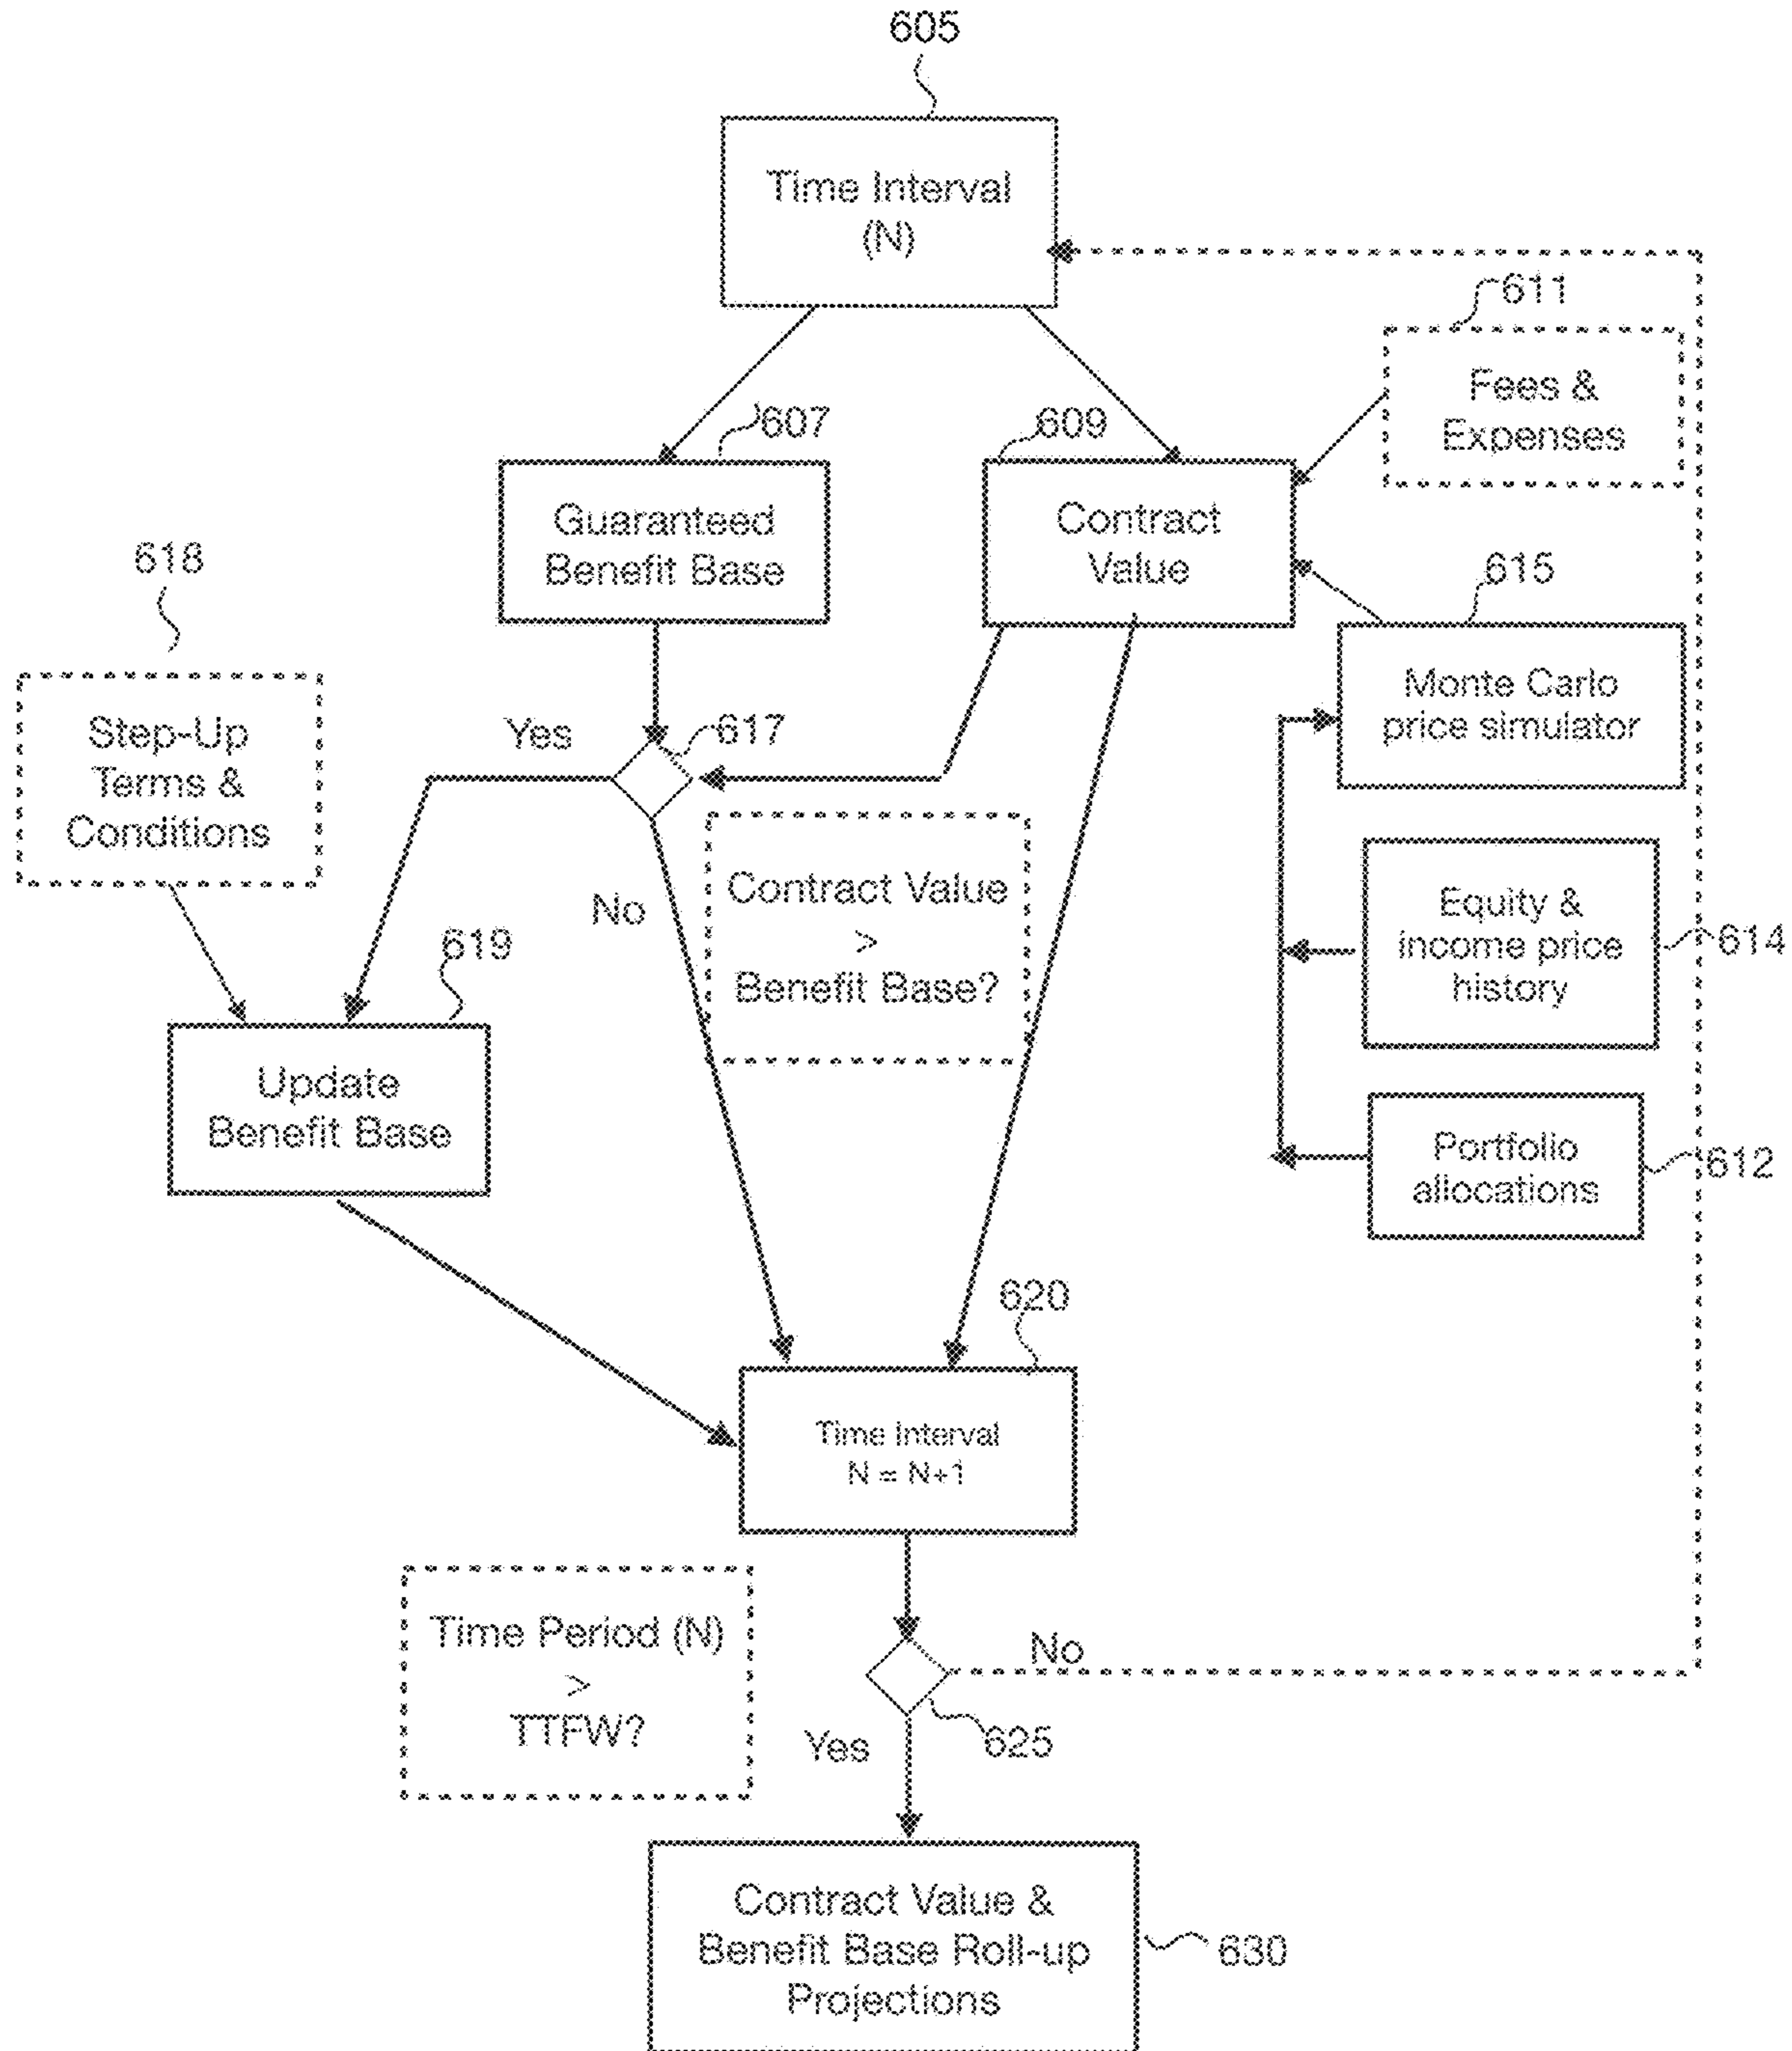 605
Time Interval
(N)
611
Fees &
Expenses
607
609
Guaranteed
Benefit Base
Contract
Value
618
615
Step-Up
Terms &
Conditions
Yes
617
Monte Carlo
price simulator
Contract Value
>
Benefit Base?
No
Equity &
income price
history
614
619
Update
Benefit Base
Portfolio
allocations
612
620
Time Interval
N = N+1
Time Period (N)
>
TTFW?
No
Yes
625
Contract Value &
Benefit Base Roll-up
Projections
630